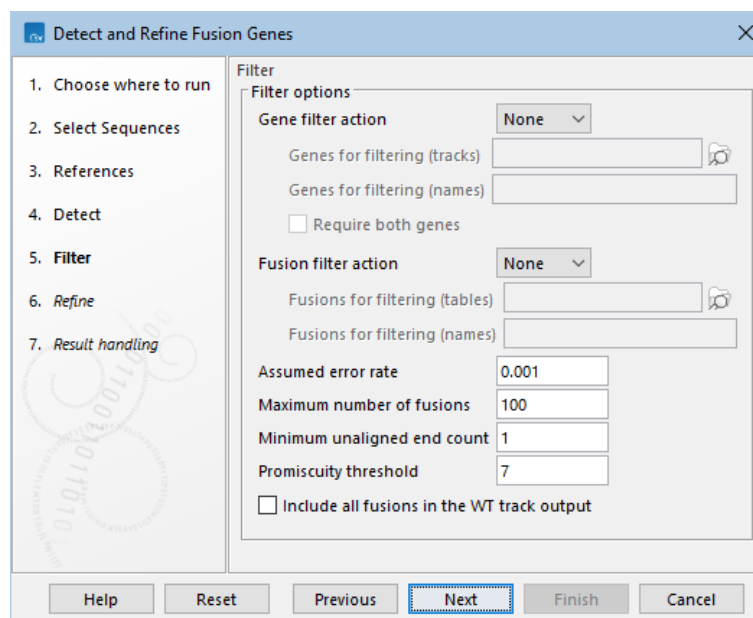 Detect and Refine Fusion Genes
1. Choose where to run
2. Select Sequences
3. References
4. Detect
5. Filter
6. Refine
7. Result handling
Filter
Filter options
Gene filter action None
Genes for filtering (tracks)
Genes for filtering (names)
Require both genes
Fusion filter action None
Fusions for filtering (tables)
Fusions for filtering (names)
Assumed error rate 0.001
Maximum number of fusions 100
Minimum unaligned end count 1
Promiscuity threshold 7
Include all fusions in the WT track output
Help Reset Previous Next Finish Cancel